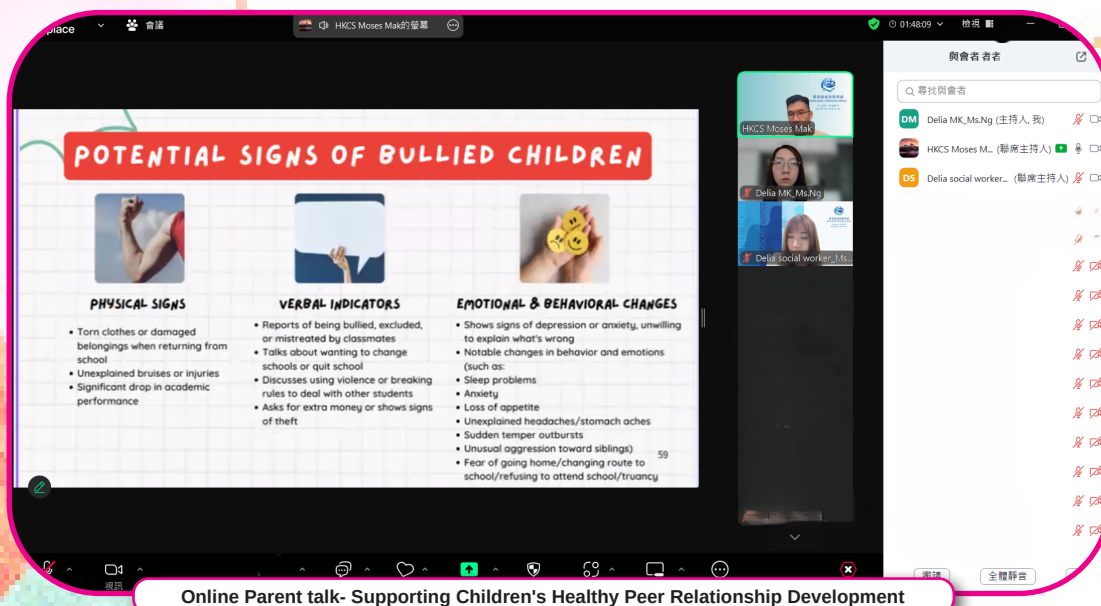 place
會議
HKCS Moses Mak的螢幕
01:48:09
檢視
POTENTIAL SIGNS OF BULLIED CHILDREN
PHYSICAL SIGNS
• Torn clothes or damaged
belongings when returning from
school
• Unexplained bruises or injuries
• Significant drop in academic
performance
VERBAL INDICATORS
• Reports of being bullied, excluded,
or mistreated by classmates
• Talks about wanting to change
schools or quit school
• Discusses using violence or breaking
rules to deal with other students
• Asks for extra money or shows signs
of theft
EMOTIONAL & BEHAVIORAL CHANGES
• Shows signs of depression or anxiety, unwilling
to explain what's wrong
• Notable changes in behavior and emotions
(such as:
• Sleep problems
• Anxiety
• Loss of appetite
• Unexplained headaches/stomach aches
• Sudden temper outbursts
• Unusual aggression toward siblings)
• Fear of going home/changing route to
school/refusing to attend school/truancy
59
HKCS Moses Mak
Delia MK_Ms.Ng
Delia social worker_Ms...
與會者 者者
尋找與會者
DM
Delia MK_Ms.Ng (主持人, 我)
HKCS Moses M... (聯席主持人)
DS
Delia social worker... (聯席主持人)
視訊
邀請
全體靜音
Online Parent talk- Supporting Children's Healthy Peer Relationship Development